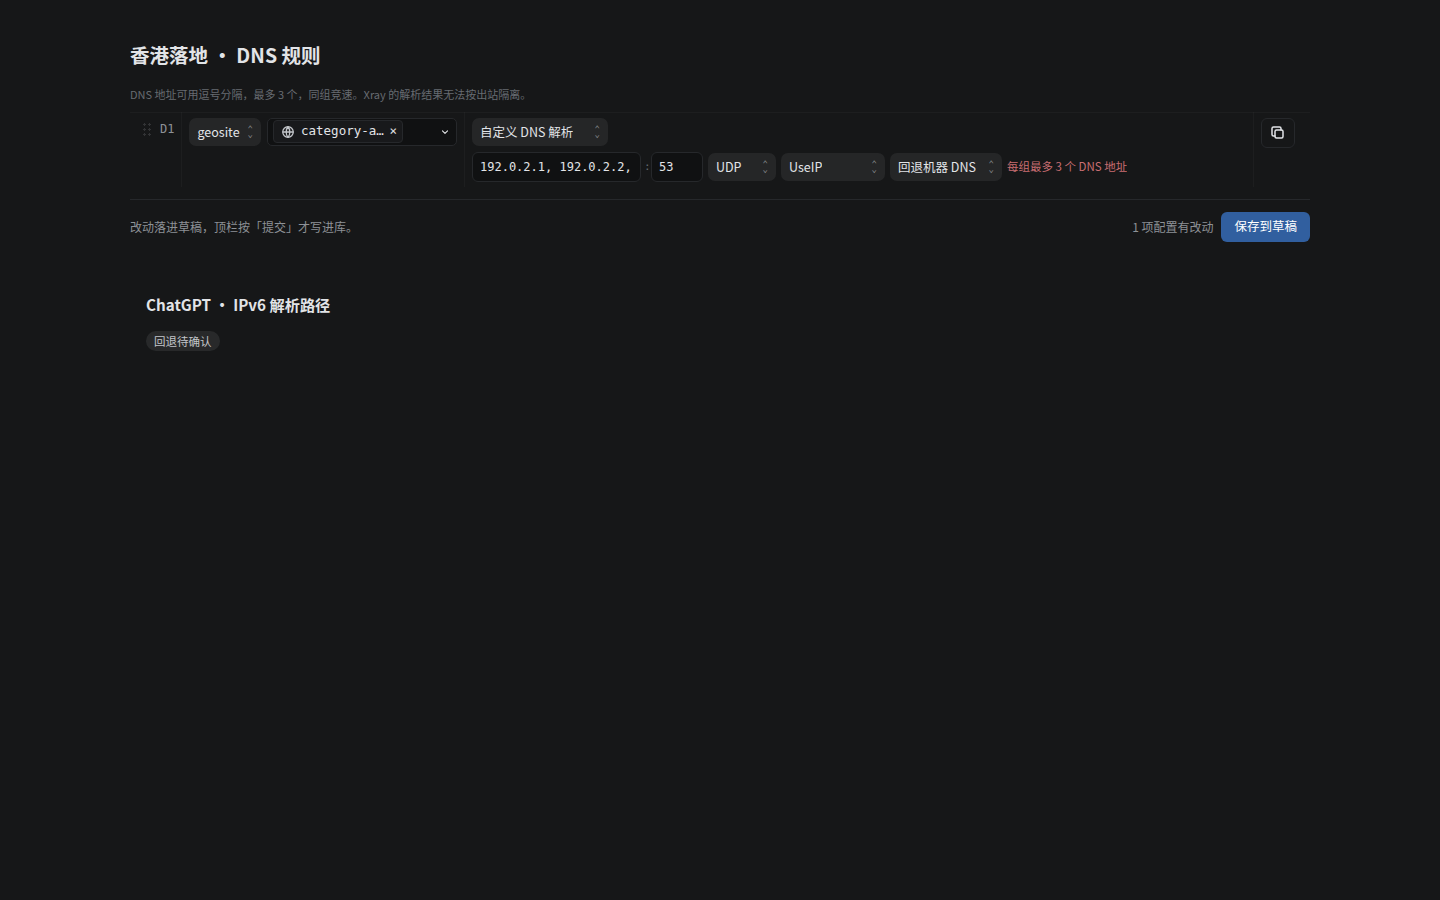 香港落地 · DNS 规则
DNS 地址可用逗号分隔，最多 3 个，同组竞速。Xray 的解析结果无法按出站隔离。
D1 geosite category-a… × 自定义 DNS 解析
192.0.2.1, 192.0.2.2, : 53 UDP UseIP 回退机器 DNS 每组最多 3 个 DNS 地址
改动落进草稿，顶栏按「提交」才写进库。 1 项配置有改动 保存到草稿
ChatGPT · IPv6 解析路径
回退待确认